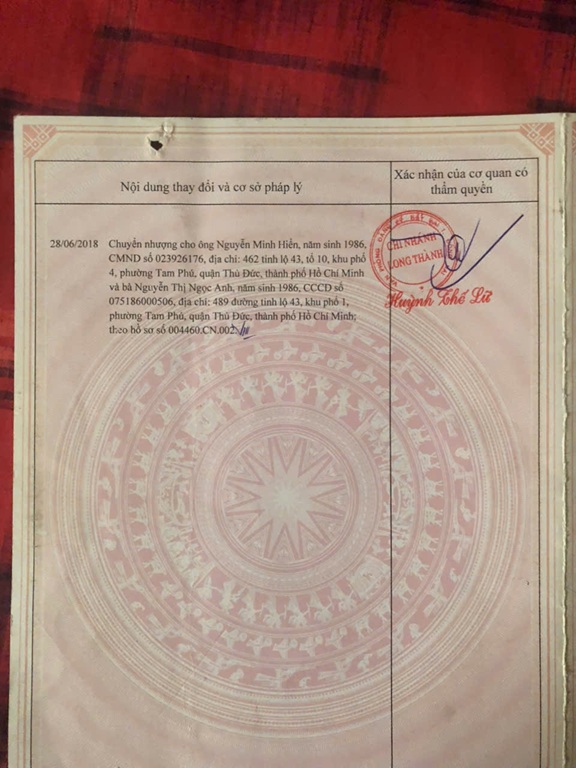 Nội dung thay đổi và cơ sở pháp lý
Xác nhận của cơ quan có
thẩm quyền
28/06/2018 Chuyển nhượng cho ông Nguyễn Minh Hiển, năm sinh 1986,
CMND số 023926176, địa chỉ: 462 tỉnh lộ 43, tổ 10, khu phố
4, phường Tam Phú, quận Thủ Đức, thành phố Hồ Chí Minh
và bà Nguyễn Thị Ngọc Anh, năm sinh 1986, CCCD số
075186000506, địa chỉ: 489 đường tỉnh lộ 43, khu phố 1,
phường Tam Phú, quận Thủ Đức, thành phố Hồ Chí Minh;
theo hồ sơ số 004460.CN.002.
CHI NHÁNH
LONG THÀNH
Huỳnh Thế Lữ